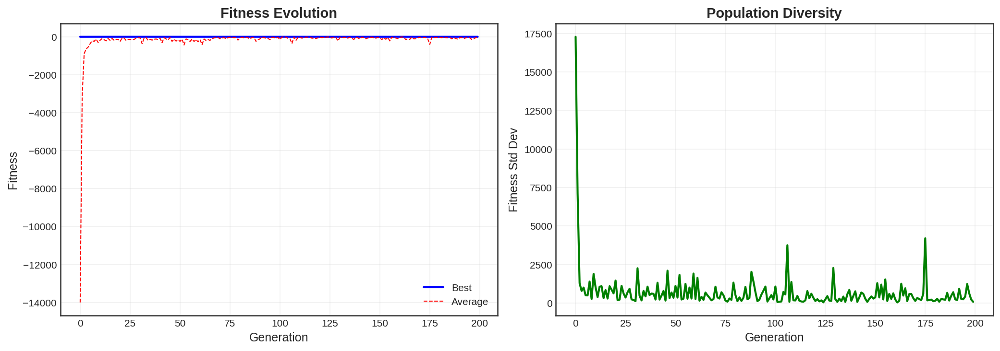 Fitness Evolution
Fitness
0
−2000
−4000
−6000
−8000
−10000
−12000
−14000
0 25 50 75 100 125 150 175 200
Generation
Best
Average
Population Diversity
Fitness Std Dev
17500
15000
12500
10000
7500
5000
2500
0
0 25 50 75 100 125 150 175 200
Generation